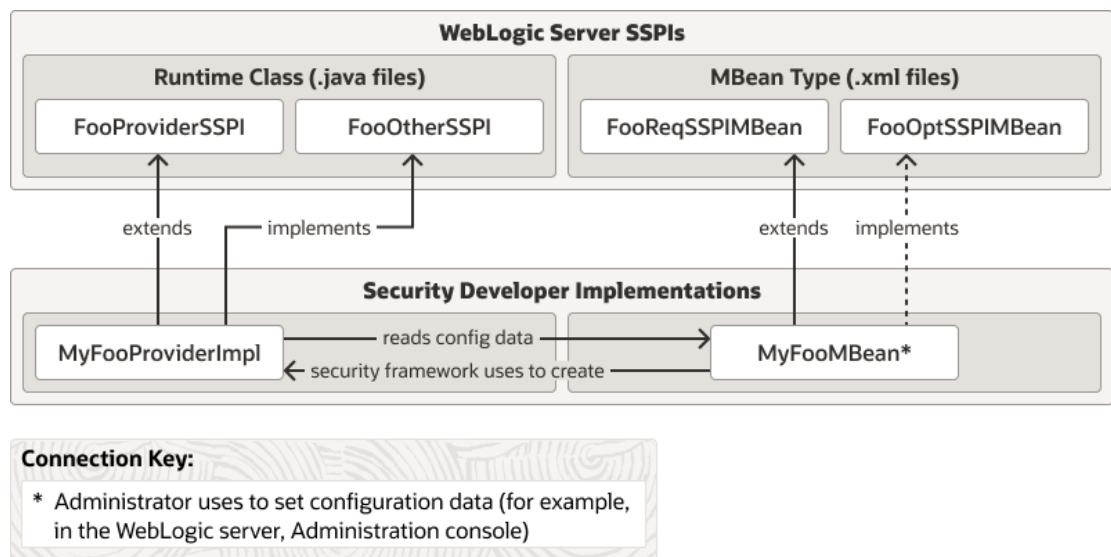 WebLogic Server SSPIs
Runtime Class (.java files)
MBean Type (.xml files)
FooProviderSSPI
FooOtherSSPI
FooReqSSPIMBean
FooOptSSPIMBean
extends
implements
extends
implements
Security Developer Implementations
MyFooProviderImpl
reads config data
security framework uses to create
MyFooMBean*
Connection Key:
* Administrator uses to set configuration data (for example,
in the WebLogic server, Administration console)